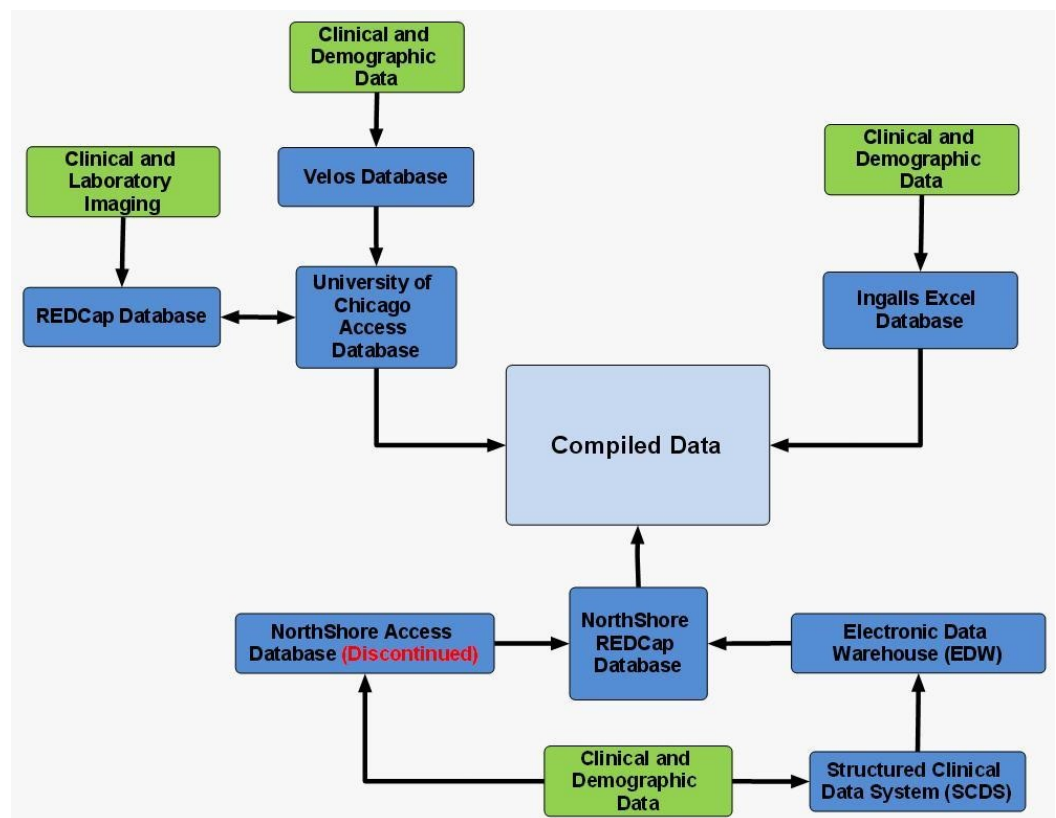 Clinical and
Demographic
Data
Clinical and
Laboratory
Imaging
Velos Database
Clinical and
Demographic
Data
REDCap Database
University of
Chicago
Access
Database
Ingalls Excel
Database
Compiled Data
NorthShore Access
Database (Discontinued)
NorthShore
REDCap
Database
Electronic Data
Warehouse (EDW)
Clinical and
Demographic
Data
Structured Clinical
Data System (SCDS)